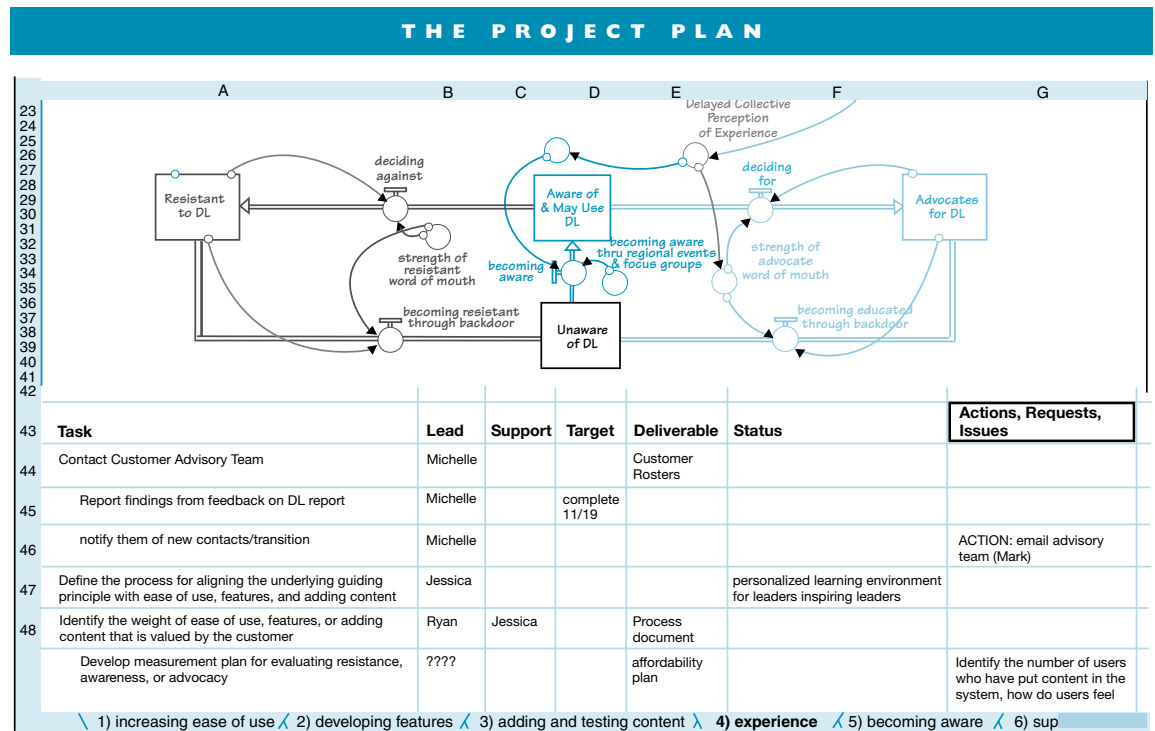 THE PROJECT PLAN
A B C D E F G
23
24
25
26
27
28
29
30
31
32
33
34
35
36
37
38
39
40
41
42
Delayed Collective
Perception
of Experience
deciding
against
deciding
for
Resistant
to DL
Aware of
& May Use
DL
Advocates
for DL
strength of
resistant
word of mouth
becoming
aware
becoming aware
thru regional events
& focus groups
strength of
advocate
word of mouth
becoming resistant
through backdoor
Unaware
of DL
becoming educated
through backdoor
43 Task Lead Support Target Deliverable Status Actions, Requests,
Issues
44 Contact Customer Advisory Team Michelle Customer
Rosters
45 Report findings from feedback on DL report Michelle complete
11/19
46 notify them of new contacts/transition Michelle ACTION: email advisory
team (Mark)
47 Define the process for aligning the underlying guiding Jessica personalized learning environment
principle with ease of use, features, and adding content for leaders inspiring leaders
48 Identify the weight of ease of use, features, or adding Ryan Jessica Process
content that is valued by the customer document
Develop measurement plan for evaluating resistance, ???? affordability Identify the number of users
awareness, or advocacy plan who have put content in the
system, how do users feel
1) increasing ease of use 2) developing features 3) adding and testing content 4) experience 5) becoming aware 6) sup